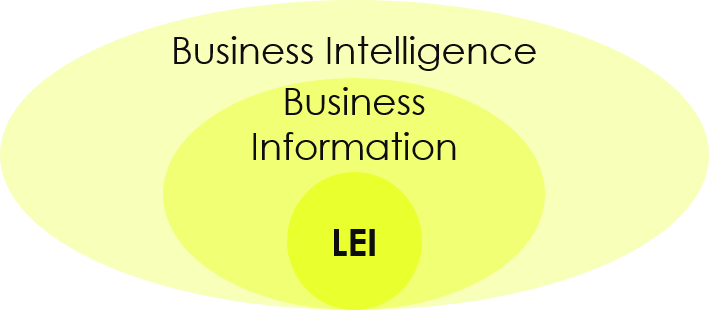 Business Intelligence
Business
Information
LEI